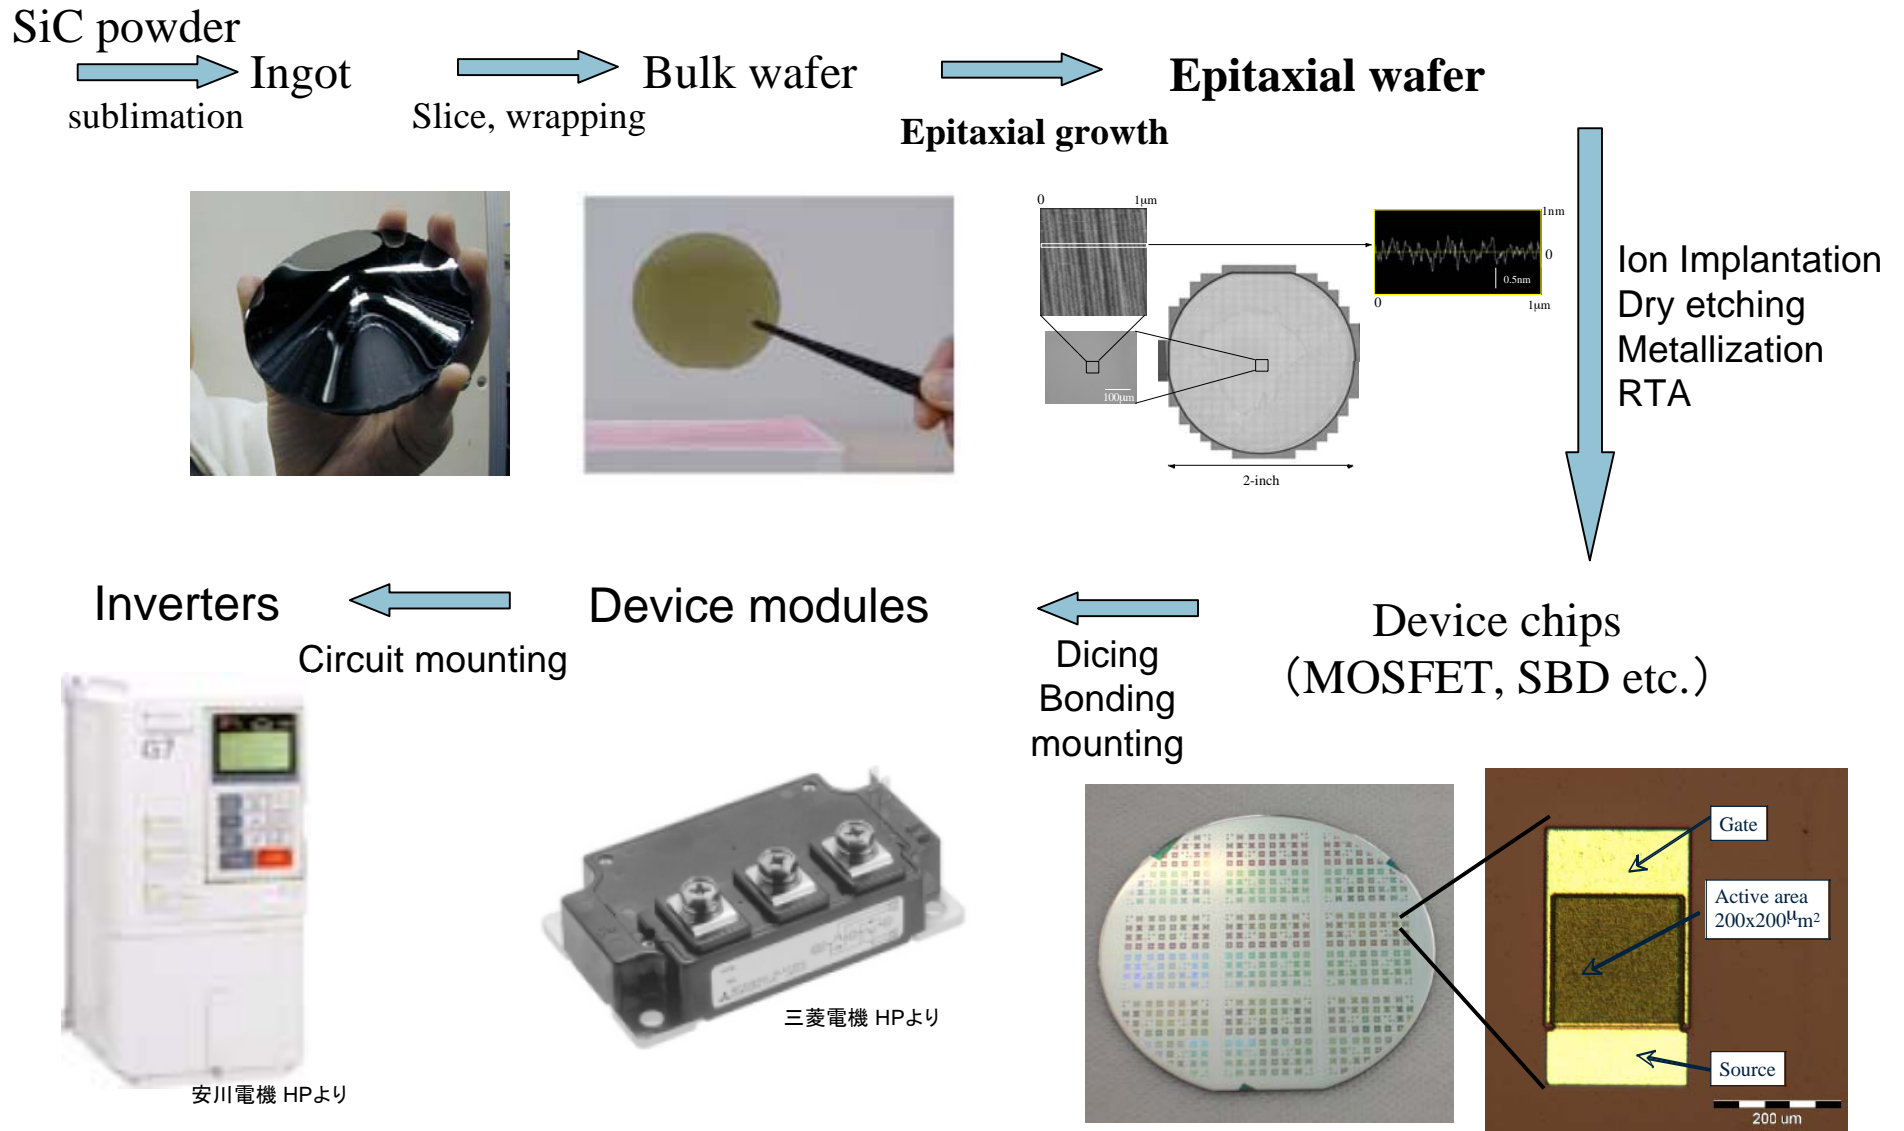 SiC powder
sublimation
Ingot
Slice, wrapping
Bulk wafer
Epitaxial growth
Epitaxial wafer
0 1μm
100μm
2-inch
1nm
0
0.5nm
0 1μm
Ion Implantation
Dry etching
Metallization
RTA
Device chips
（MOSFET, SBD etc.）
Gate
Active area
200x200μm2
Source
200 um
Dicing
Bonding
mounting
Device modules
三菱電機 HPより
Circuit mounting
Inverters
G7
安川電機 HPより